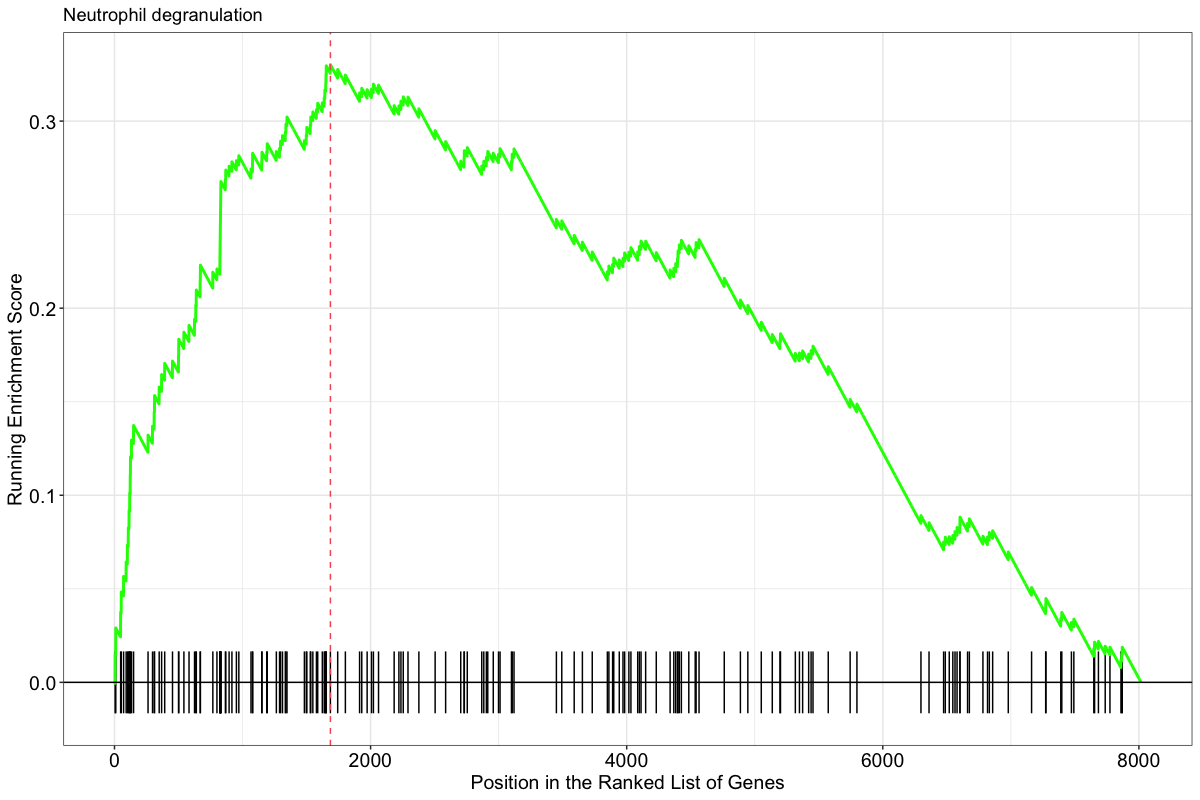 Neutrophil degranulation
Running Enrichment Score
0.3
0.2
0.1
0.0
0 2000 4000 6000 8000
Position in the Ranked List of Genes